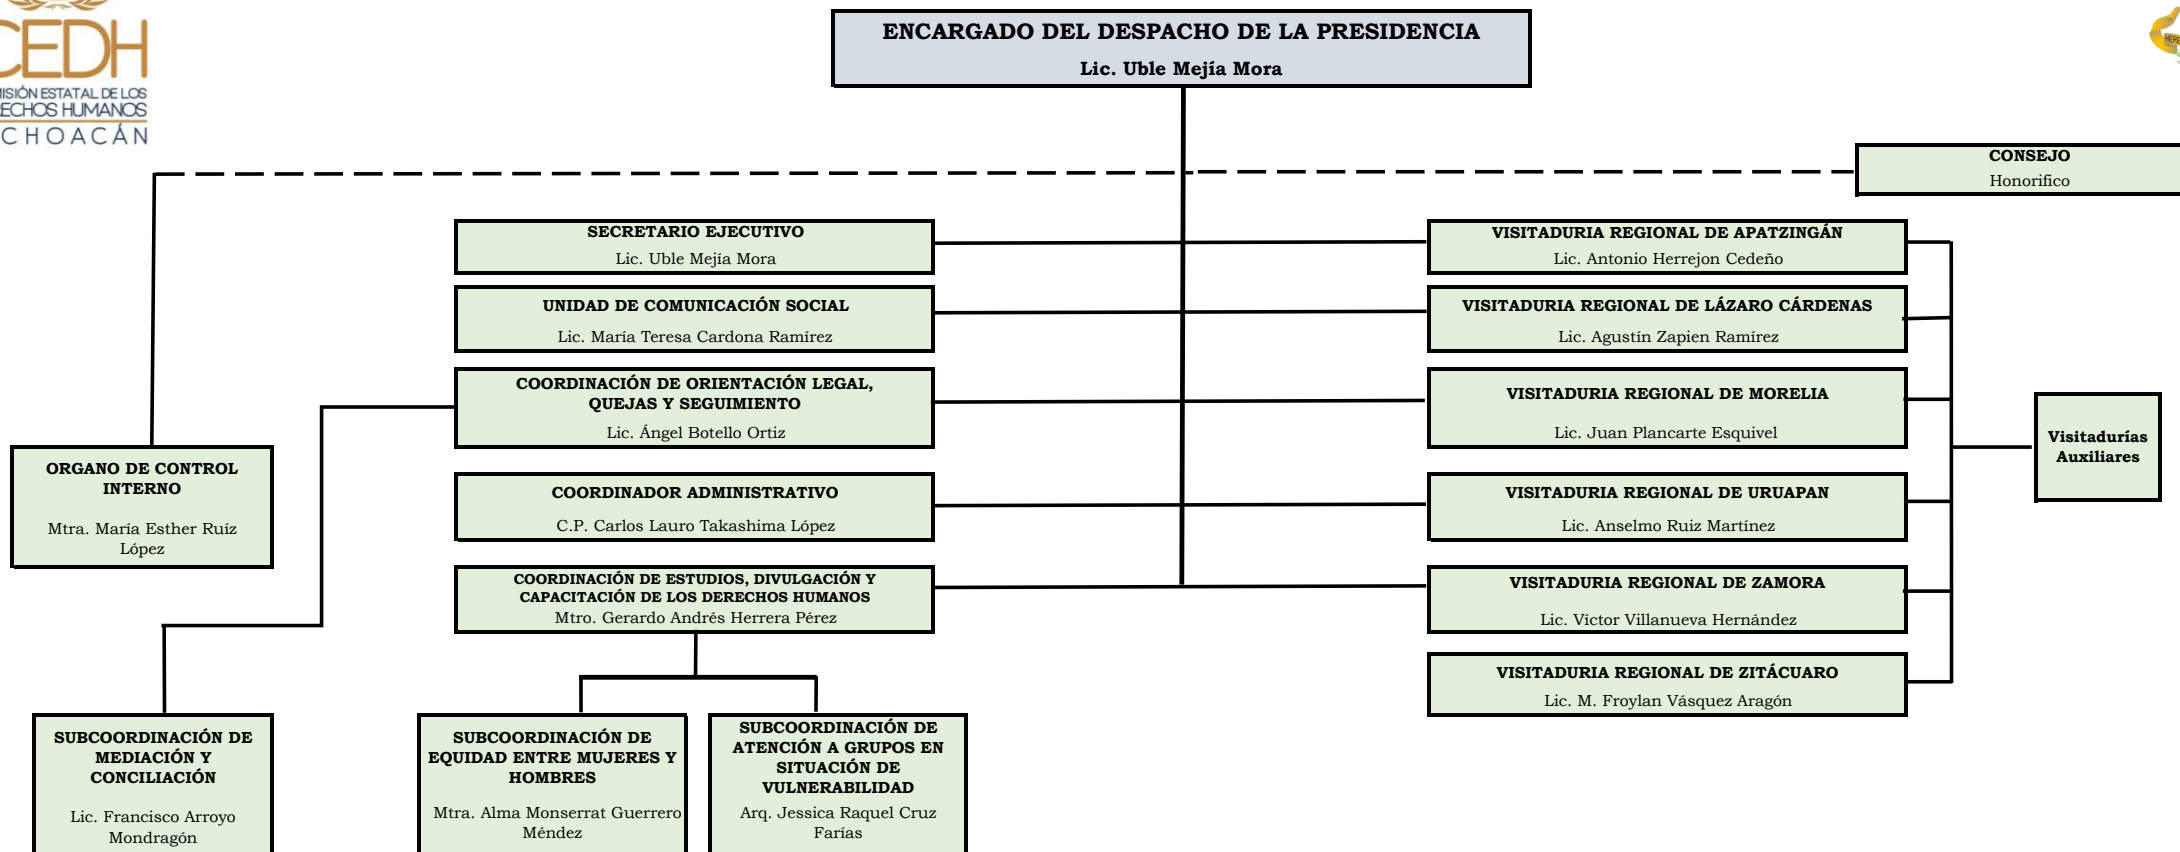 CEDH
ESTATAL DE LOS
HUMANOS
ENCARGADO DEL DESPACHO DE LA PRESIDENCIA
Lic. Uble Mejía Mora
CONSEJO
Honorifico
SECRETARIO EJECUTIVO
Lic. Uble Mejía Mora
UNIDAD DE COMUNICACIÓN SOCIAL
Lic. María Teresa Cardona Ramírez
COORDINACIÓN DE ORIENTACIÓN LEGAL,
QUEJAS Y SEGUIMIENTO
Lic. Ángel Botello Ortiz
COORDINADOR ADMINISTRATIVO
C.P. Carlos Lauro Takashima López
COORDINACIÓN DE ESTUDIOS, DIVULGACIÓN Y
CAPACITACIÓN DE LOS DERECHOS HUMANOS
Mtro. Gerardo Andrés Herrera Pérez
VISITADURIA REGIONAL DE APATZINGÁN
Lic. Antonio Herrejon Cedeño
VISITADURIA REGIONAL DE LÁZARO CÁRDENAS
Lic. Agustín Zapien Ramírez
VISITADURIA REGIONAL DE MORELIA
Lic. Juan Plancarte Esquivel
VISITADURIA REGIONAL DE URUAPAN
Lic. Anselmo Ruiz Martínez
VISITADURIA REGIONAL DE ZAMORA
Lic. Víctor Villanueva Hernández
VISITADURIA REGIONAL DE ZITÁCUARO
Lic. M. Froylan Vásquez Aragón
Visitadurías
Auxiliares
ORGANO DE CONTROL
INTERNO
Mtra. María Esther Ruíz
López
SUBCOORDINACIÓN DE
MEDIACIÓN Y
CONCILIACIÓN
Lic. Francisco Arroyo
Mondragón
SUBCOORDINACIÓN DE
EQUIDAD ENTRE MUJERES Y
HOMBRES
Mtra. Alma Monserrat Guerrero
Méndez
SUBCOORDINACIÓN DE
ATENCIÓN A GRUPOS EN
SITUACIÓN DE
VULNERABILIDAD
Arq. Jessica Raquel Cruz
Farías